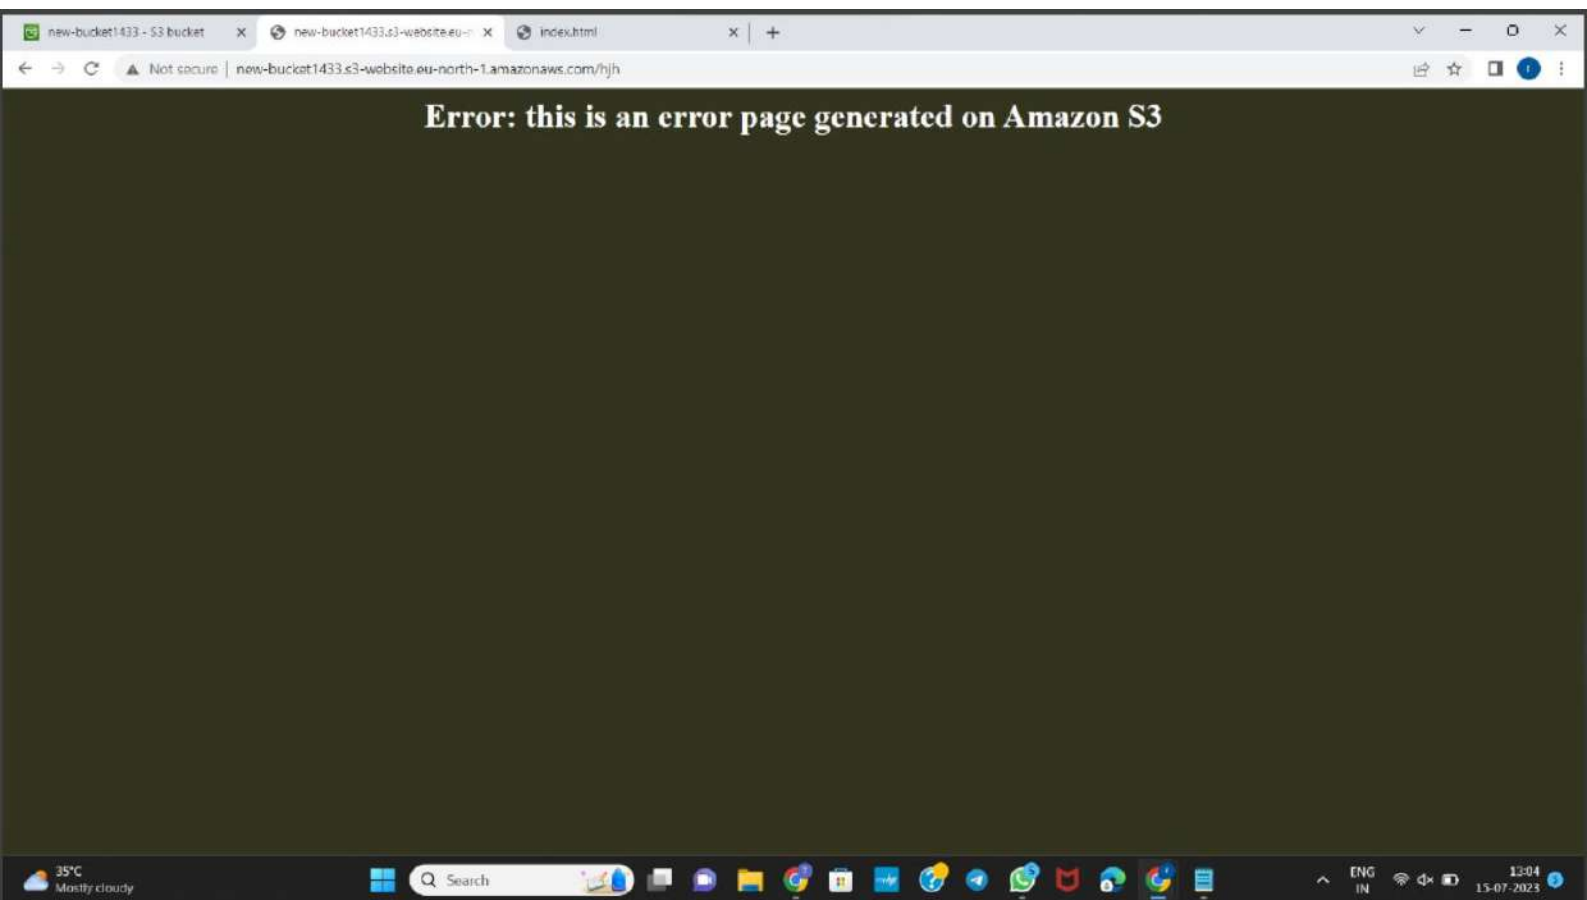 new-bucket1433 - S3 bucket
new-bucket1433.s3-website.eu-n
index.html
Not secure | new-bucket1433.s3-website.eu-north-1.amazonaws.com/hjh
Error: this is an error page generated on Amazon S3
35°C
Mostly cloudy
Search
ENG
IN
13:04
15-07-2023